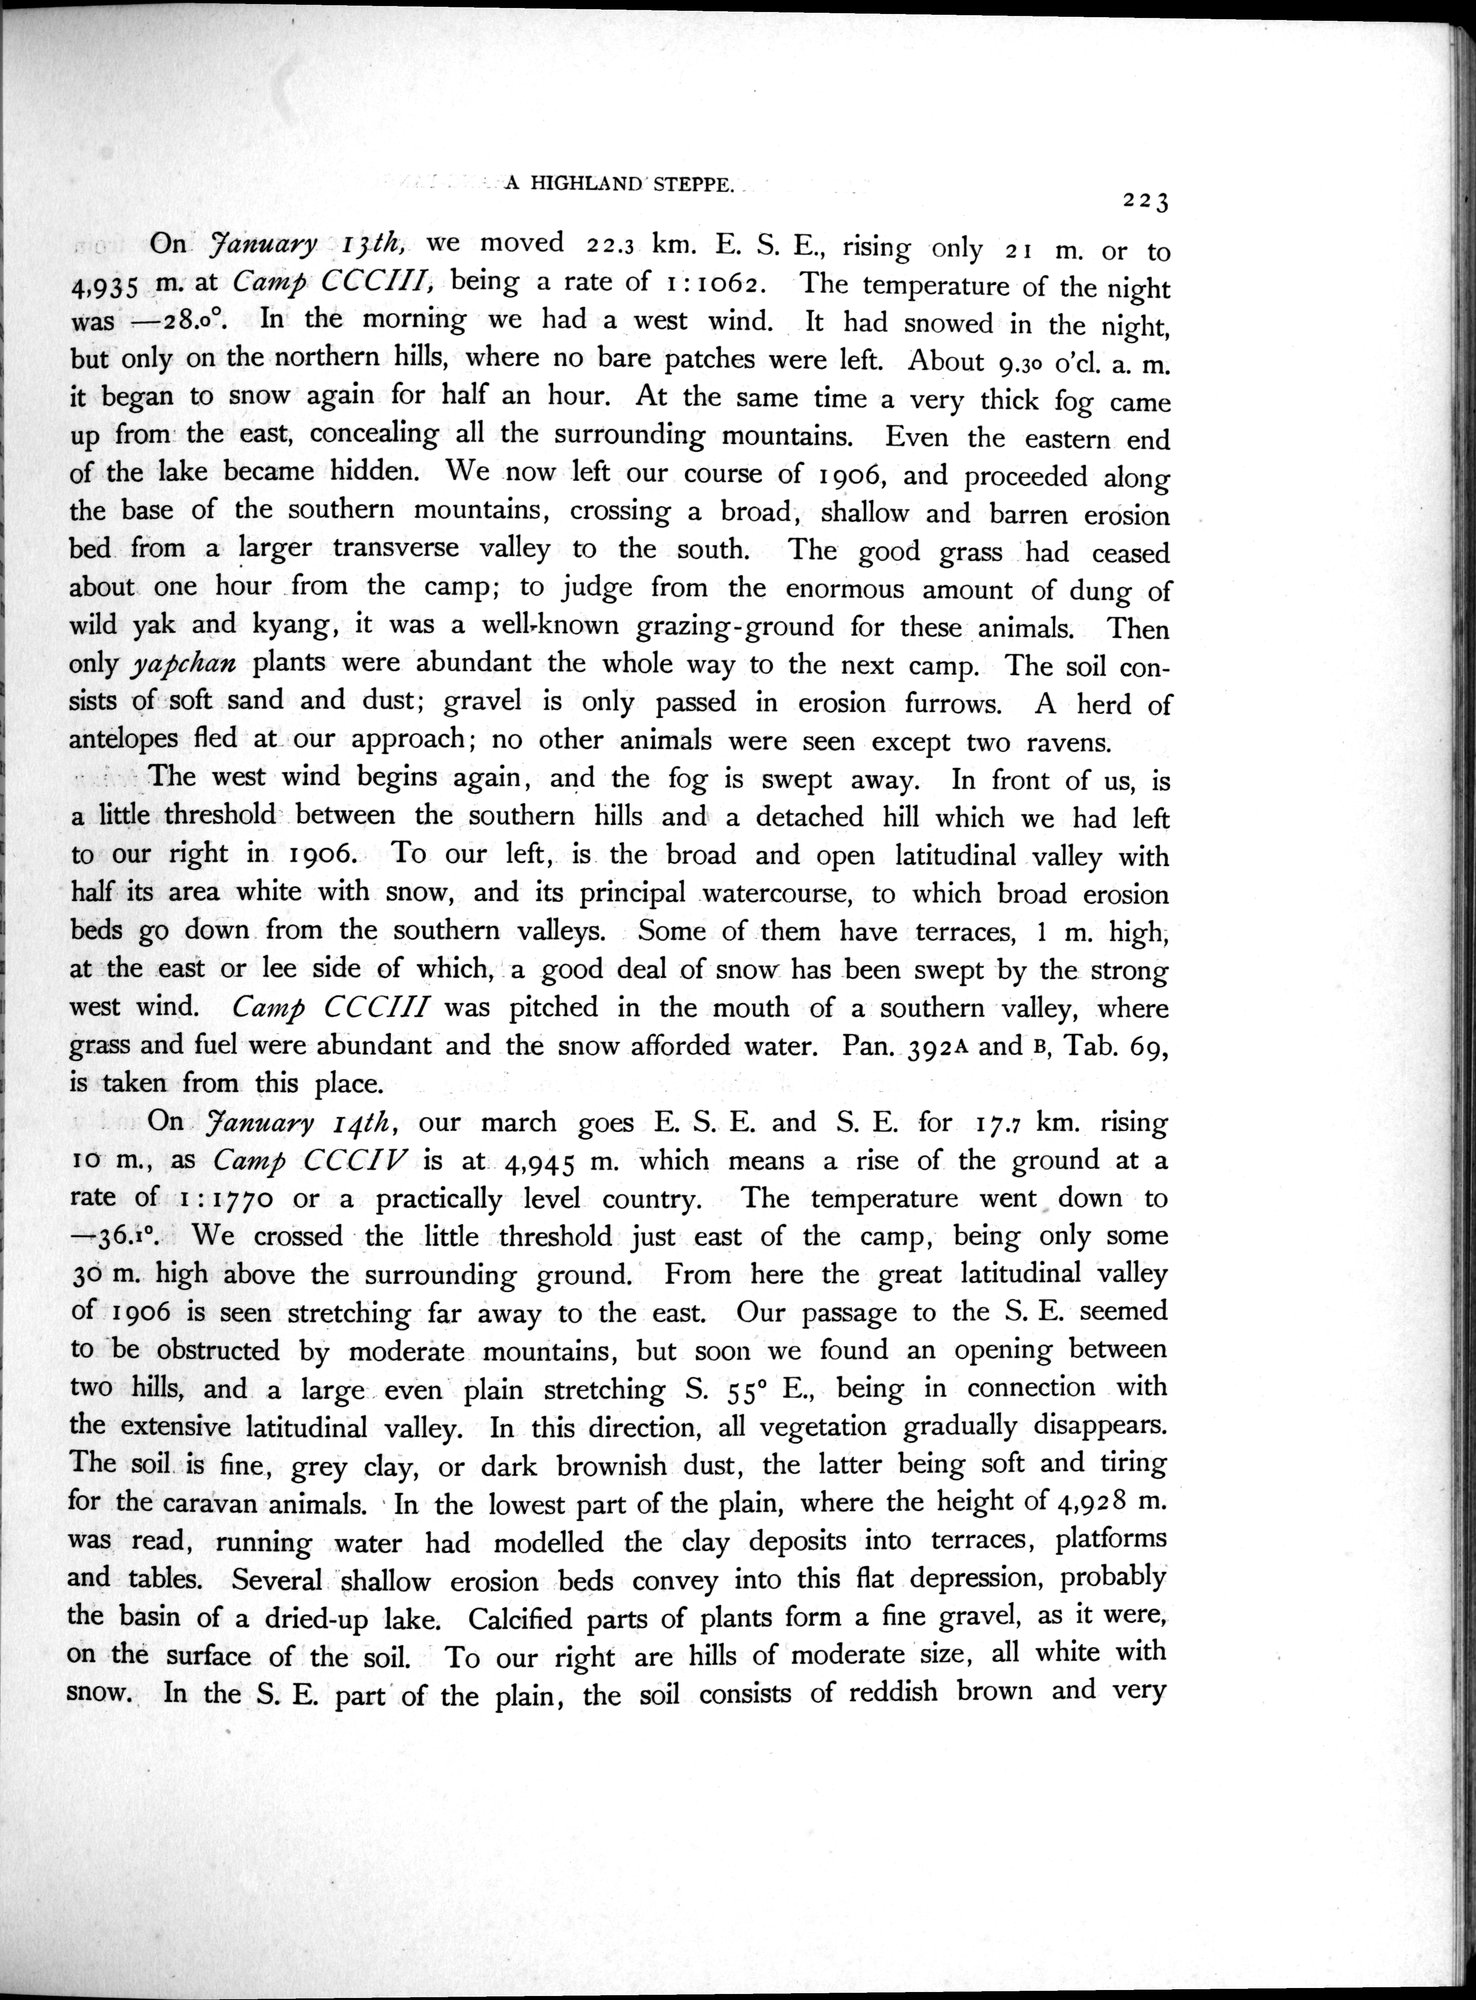 A HIGHLAND STEPPE.
223
On January 13th, we moved 22.3 km. E. S. E., rising only 21 m. or to
4,935 m. at Camp CCCIII, being a rate of 1:1062. The temperature of the night
was —28.0°. In the morning we had a west wind. It had snowed in the night,
but only on the northern hills, where no bare patches were left. About 9.30 o'cl. a. m.
it began to snow again for half an hour. At the same time a very thick fog came
up from the east, concealing all the surrounding mountains. Even the eastern end
of the lake became hidden. We now left our course of 1906, and proceeded along
the base of the southern mountains, crossing a broad, shallow and barren erosion
bed from a larger transverse valley to the south. The good grass had ceased
about one hour from the camp; to judge from the enormous amount of dung of
wild yak and kyang, it was a well-known grazing-ground for these animals. Then
only yapchan plants were abundant the whole way to the next camp. The soil con-
sists of soft sand and dust; gravel is only passed in erosion furrows. A herd of
antelopes fled at our approach; no other animals were seen except two ravens.
The west wind begins again, and the fog is swept away. In front of us, is
a little threshold between the southern hills and a detached hill which we had left
to our right in 1906. To our left, is the broad and open latitudinal valley with
half its area white with snow, and its principal watercourse, to which broad erosion
beds go down from the southern valleys. Some of them have terraces, 1 m. high,
at the east or lee side of which, a good deal of snow has been swept by the strong
west wind. Camp CCCIII was pitched in the mouth of a southern valley, where
grass and fuel were abundant and the snow afforded water. Pan. 392A and B, Tab. 69,
is taken from this place.
On January 14th, our march goes E. S. E. and S. E. for 17.7 km. rising
10 m., as Camp CCCIV is at 4,945 m. which means a rise of the ground at a
rate of 1:1770 or a practically level country. The temperature went down to
—36.1°. We crossed the little threshold just east of the camp, being only some
30 m. high above the surrounding ground. From here the great latitudinal valley
of 1906 is seen stretching far away to the east. Our passage to the S. E. seemed
to be obstructed by moderate mountains, but soon we found an opening between
two hills, and a large even plain stretching S. 55° E., being in connection with
the extensive latitudinal valley. In this direction, all vegetation gradually disappears.
The soil is fine, grey clay, or dark brownish dust, the latter being soft and tiring
for the caravan animals. In the lowest part of the plain, where the height of 4,928 m.
was read, running water had modelled the clay deposits into terraces, platforms
and tables. Several shallow erosion beds convey into this flat depression, probably
the basin of a dried-up lake. Calcified parts of plants form a fine gravel, as it were,
on the surface of the soil. To our right are hills of moderate size, all white with
snow. In the S. E. part of the plain, the soil consists of reddish brown and very